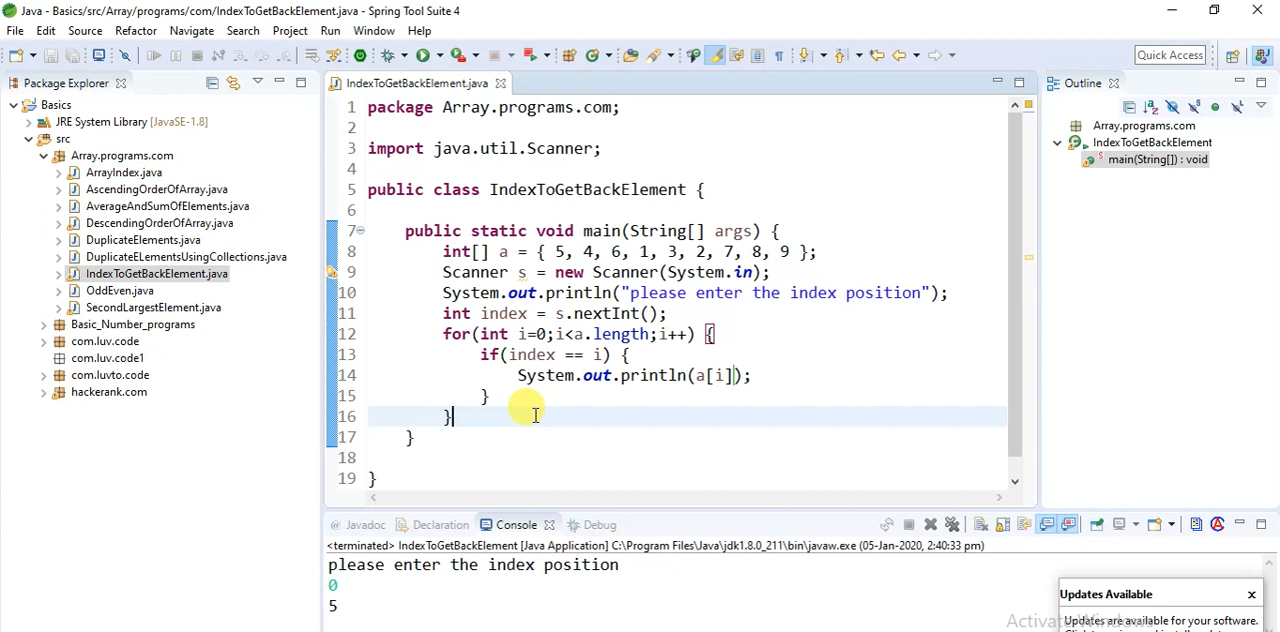 Java - Basics/src/Array/programs/com/IndexToGetBackElement.java - Spring Tool Suite 4
File Edit Source Refactor Navigate Search Project Run Window Help
Quick Access
Package Explorer
Basics
JRE System Library [JavaSE-1.8]
src
Array.programs.com
ArrayIndex.java
AscendingOrderOfArray.java
AverageAndSumOfElements.java
DescendingOrderOfArray.java
DuplicateElements.java
DuplicateELementsUsingCollections.java
IndexToGetBackElement.java
OddEven.java
SecondLargestElement.java
Basic_Number_programs
com.luv.code
com.luv.code1
com.luvto.code
hackerank.com
IndexToGetBackElement.java
1 package Array.programs.com;
2
3 import java.util.Scanner;
4
5 public class IndexToGetBackElement {
6
7 public static void main(String[] args) {
8 int[] a = { 5, 4, 6, 1, 3, 2, 7, 8, 9 };
9 Scanner s = new Scanner(System.in);
10 System.out.println("please enter the index position");
11 int index = s.nextInt();
12 for(int i=0;i<a.length;i++) {
13 if(index == i) {
14 System.out.println(a[i]);
15 }
16 }
17 }
18
19 }
Outline
Array.programs.com
IndexToGetBackElement
main(String[]) : void
@ Javadoc Declaration Console Debug
<terminated> IndexToGetBackElement [Java Application] C:\Program Files\Java\jdk1.8.0_211\bin\javaw.exe (05-Jan-2020, 2:40:33 pm)
please enter the index position
0
5
Updates Available
Updates are available for your software.
Activate Windows